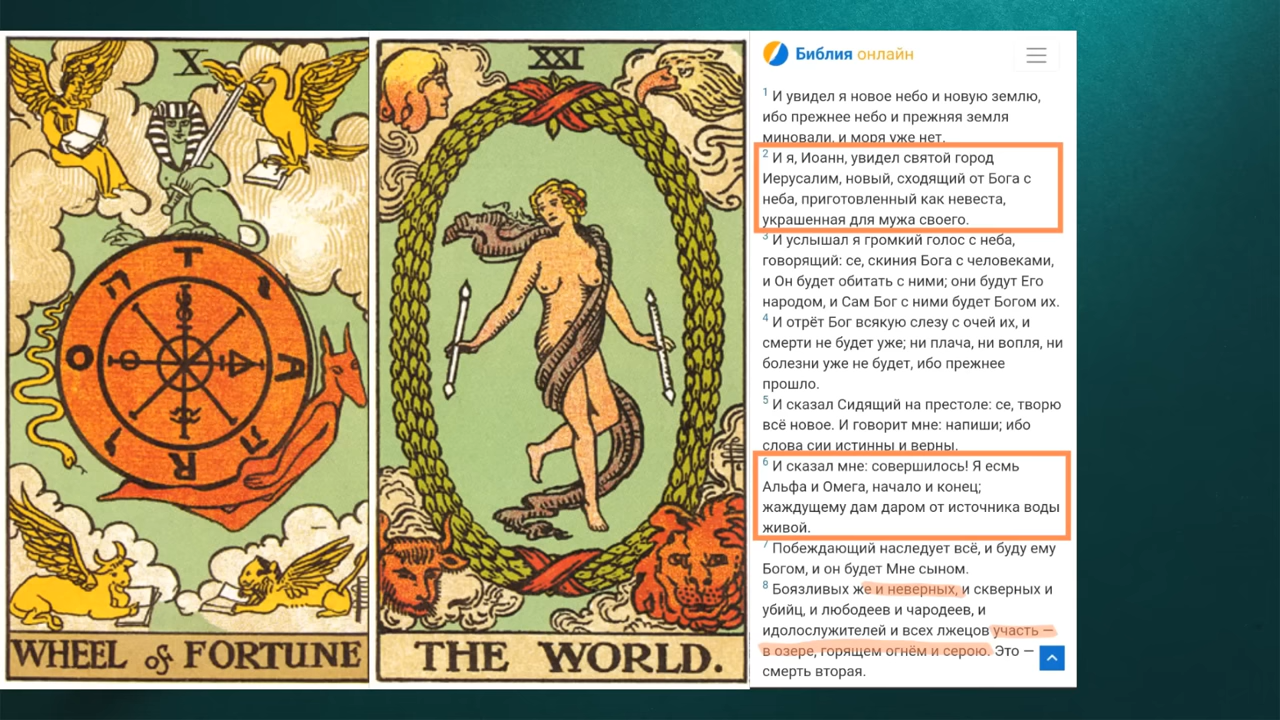 X
T
A
R
O
י
ה
ו
ה
WHEEL of FORTUNE
XXI
THE WORLD.
Библия онлайн
1 И увидел я новое небо и новую землю,
ибо прежнее небо и прежняя земля
миновали, и моря уже нет.
2 И я, Иоанн, увидел святой город
Иерусалим, новый, сходящий от Бога с
неба, приготовленный как невеста,
украшенная для мужа своего.
3 И услышал я громкий голос с неба,
говорящий: се, скиния Бога с человеками,
и Он будет обитать с ними; они будут Его
народом, и Сам Бог с ними будет Богом их.
4 И отрёт Бог всякую слезу с очей их, и
смерти не будет уже; ни плача, ни вопля, ни
болезни уже не будет, ибо прежнее
прошло.
5 И сказал Сидящий на престоле: се, творю
всё новое. И говорит мне: напиши; ибо
слова сии истинны и верны.
6 И сказал мне: совершилось! Я есмь
Альфа и Омега, начало и конец;
жаждущему дам даром от источника воды
живой.
7 Побеждающий наследует всё, и буду ему
Богом, и он будет Мне сыном.
8 Боязливых же и неверных, и скверных и
убийц, и любодеев и чародеев, и
идолослужителей и всех лжецов участь —
в озере, горящем огнём и серою. Это —
смерть вторая.